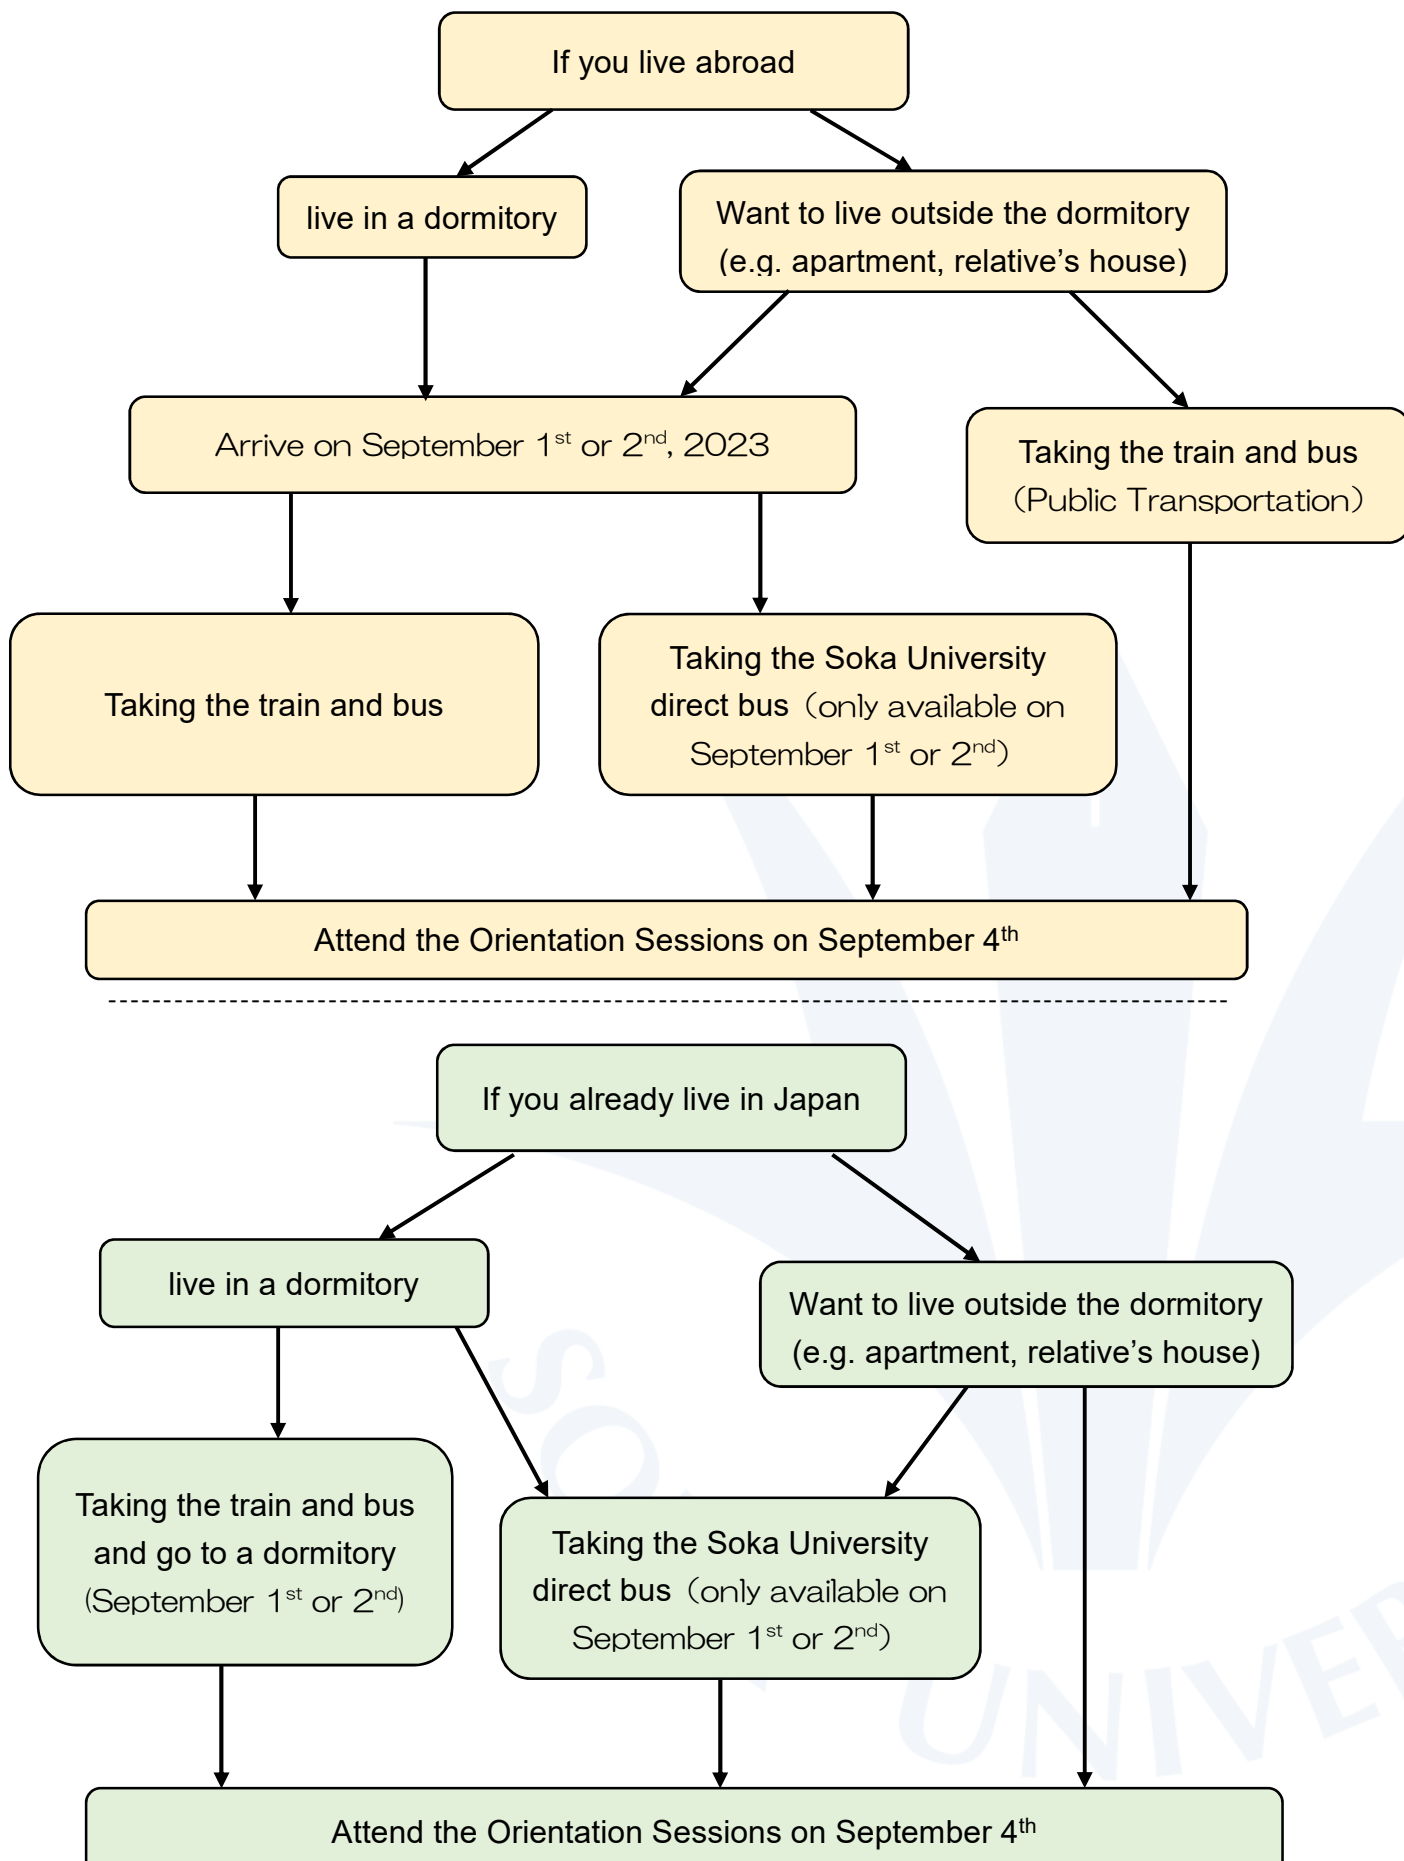 If you live abroad
live in a dormitory
Want to live outside the dormitory
(e.g. apartment, relative's house)
Arrive on September 1st or 2nd, 2023
Taking the train and bus
(Public Transportation)
Taking the train and bus
Taking the Soka University
direct bus (only available on
September 1st or 2nd)
Attend the Orientation Sessions on September 4th
If you already live in Japan
live in a dormitory
Want to live outside the dormitory
(e.g. apartment, relative's house)
Taking the train and bus
and go to a dormitory
(September 1st or 2nd)
Taking the Soka University
direct bus (only available on
September 1st or 2nd)
Attend the Orientation Sessions on September 4th